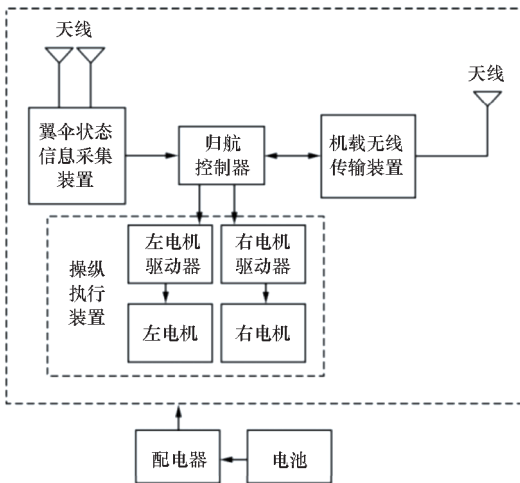 天线
天线
翼伞状态
信息采集
装置
归航
控制器
机载无线
传输装置
操纵
执行
装置
左电机
驱动器
右电机
驱动器
左电机
右电机
配电器
电池